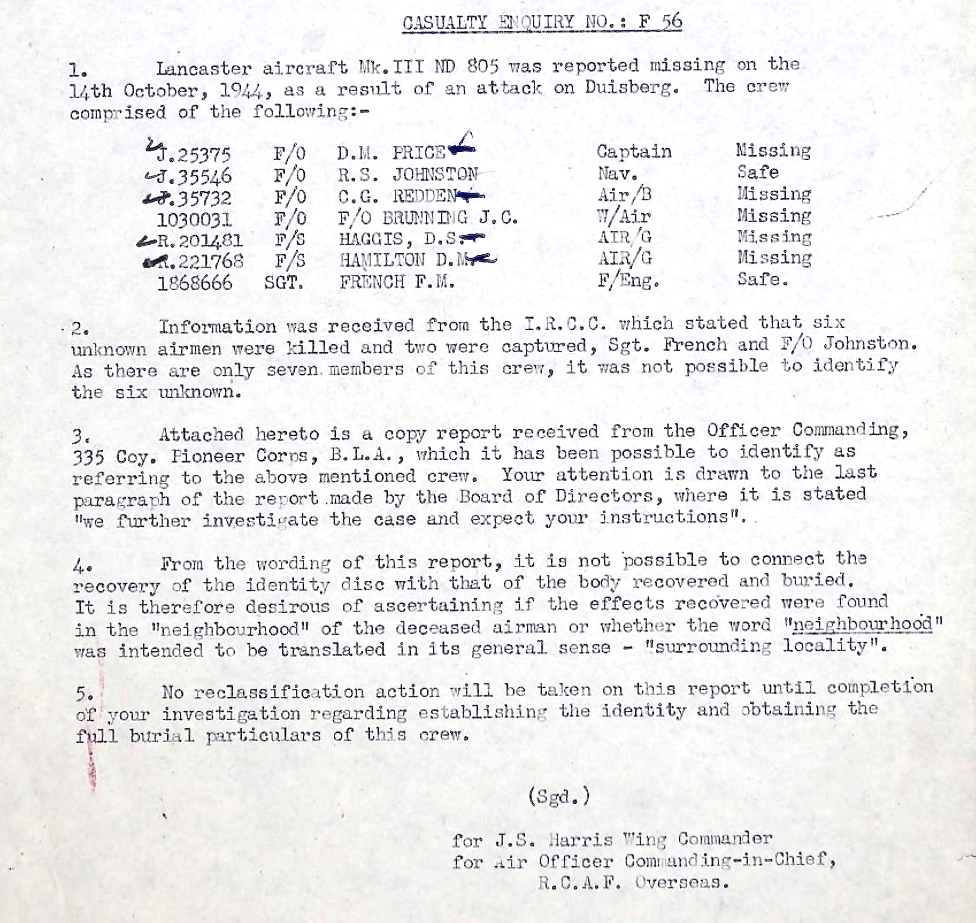 CASUALTY ENQUIRY NO.: F 56
1. Lancaster aircraft Mk.III ND 805 was reported missing on the
14th October, 1944, as a result of an attack on Duisberg. The crew
comprised of the following:-
J.25375 F/O D.M. PRICE Captain Missing
J.35546 F/O R.S. JOHNSTON Nav. Safe
J.35732 F/O C.G. REDDEN Air/B Missing
1030031 F/O F/O BRUNNING J.C. W/Air Missing
R.201481 F/S HAGGIS, D.S. AIR/G Missing
R.221768 F/S HAMILTON D.M. AIR/G Missing
1868666 SGT. FRENCH F.M. F/Eng. Safe.
2. Information was received from the I.R.C.C. which stated that six
unknown airmen were killed and two were captured, Sgt. French and F/O Johnston.
As there are only seven members of this crew, it was not possible to identify
the six unknown.
3. Attached hereto is a copy report received from the Officer Commanding,
335 Coy. Pioneer Corps, B.L.A., which it has been possible to identify as
referring to the above mentioned crew. Your attention is drawn to the last
paragraph of the report made by the Board of Directors, where it is stated
"we further investigate the case and expect your instructions".
4. From the wording of this report, it is not possible to connect the
recovery of the identity disc with that of the body recovered and buried.
It is therefore desirous of ascertaining if the effects recovered were found
in the "neighbourhood" of the deceased airman or whether the word "neighbourhood"
was intended to be translated in its general sense - "surrounding locality".
5. No reclassification action will be taken on this report until completion
of your investigation regarding establishing the identity and obtaining the
full burial particulars of this crew.
(Sgd.)
for J.S. Harris Wing Commander
for Air Officer Commanding-in-Chief,
R.C.A.F. Overseas.